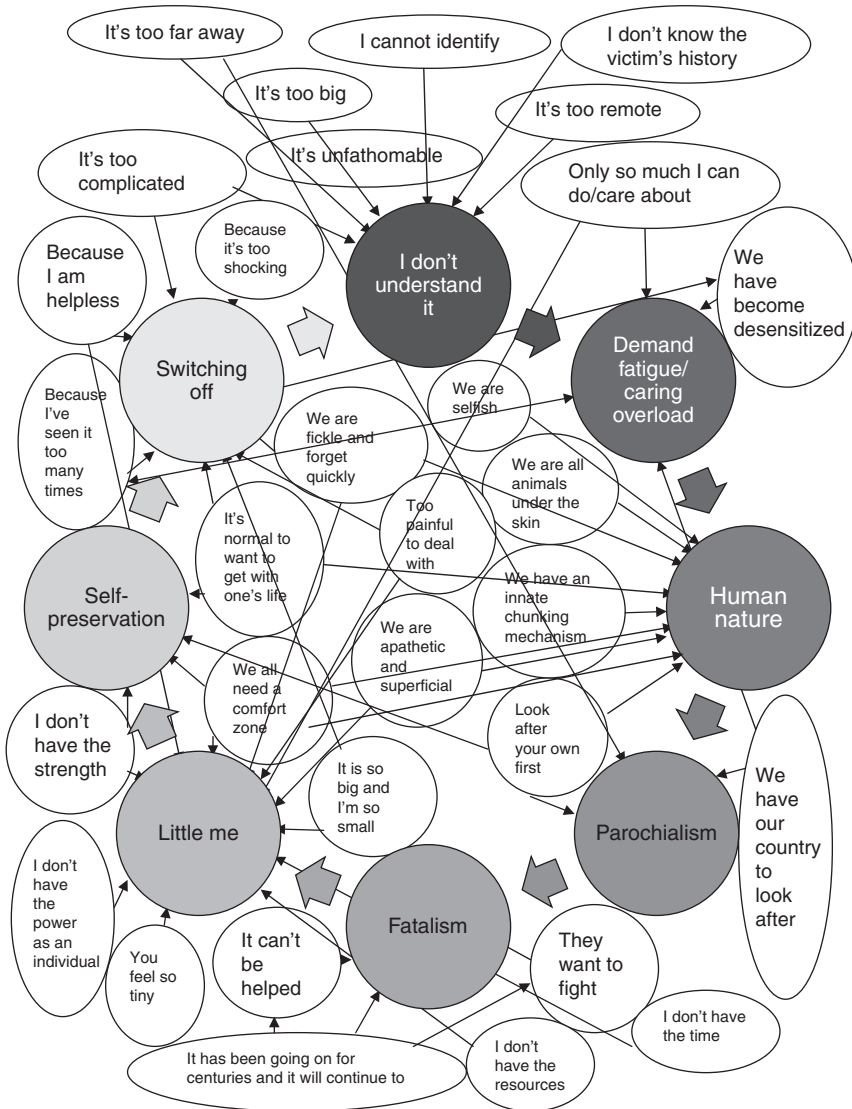 It's too far away
I cannot identify
I don't know the
victim's history
It's too big
It's too remote
It's unfathomable
It's too
complicated
Only so much I can
do/care about
Because
it's too
shocking
Because
I am
helpless
I don't
understand
it
We
have
become
desensitized
Switching
off
Demand
fatigue/
caring
overload
We are
selfish
Because
I've
seen it
too
many
times
We are
fickle and
forget
quickly
We are all
animals
under the
skin
Too
painful
to deal
with
It's
normal to
want to
get with
one's life
We have an
innate
chunking
mechanism
Self-
preservation
Human
nature
We are
apathetic
and
superficial
We all
need a
comfort
zone
Look
after
your own
first
I don't
have the
strength
It is so
big and
I'm so
small
We
have
our
country
to
look
after
Little me
Parochialism
I don't
have
the
power
as an
individual
Fatalism
You
feel so
tiny
It can't
be
helped
They
want to
fight
I don't have
the time
It has been going on for
centuries and it will continue to
I don't
have the
resources